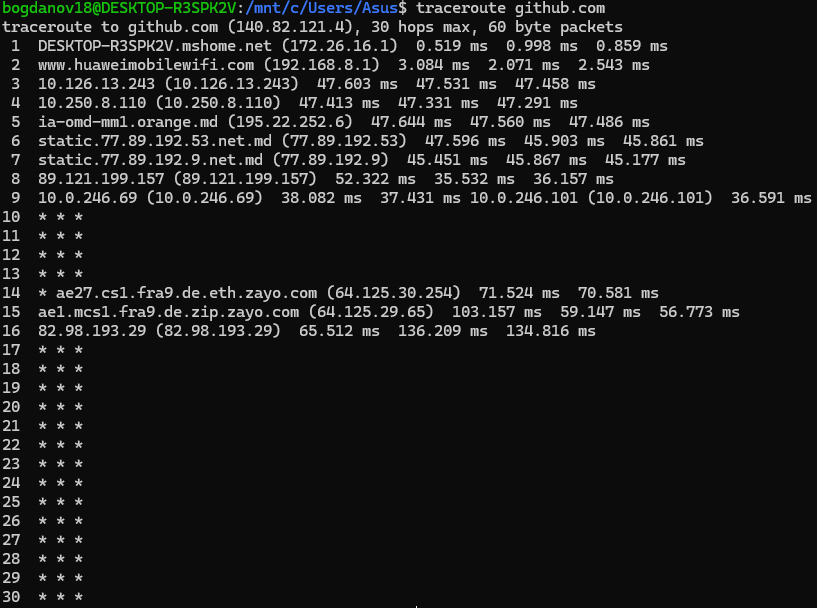 bogdanov18@DESKTOP-R3SPK2V:/mnt/c/Users/Asus$ traceroute github.com
traceroute to github.com (140.82.121.4), 30 hops max, 60 byte packets
 1  DESKTOP-R3SPK2V.mshome.net (172.26.16.1)  0.519 ms  0.998 ms  0.859 ms
 2  www.huaweimobilewifi.com (192.168.8.1)  3.084 ms  2.071 ms  2.543 ms
 3  10.126.13.243 (10.126.13.243)  47.603 ms  47.531 ms  47.458 ms
 4  10.250.8.110 (10.250.8.110)  47.413 ms  47.331 ms  47.291 ms
 5  ia-omd-mm1.orange.md (195.22.252.6)  47.644 ms  47.560 ms  47.486 ms
 6  static.77.89.192.53.net.md (77.89.192.53)  47.596 ms  45.903 ms  45.861 ms
 7  static.77.89.192.9.net.md (77.89.192.9)  45.451 ms  45.867 ms  45.177 ms
 8  89.121.199.157 (89.121.199.157)  52.322 ms  35.532 ms  36.157 ms
 9  10.0.246.69 (10.0.246.69)  38.082 ms  37.431 ms 10.0.246.101 (10.0.246.101)  36.591 ms
10  * * *
11  * * *
12  * * *
13  * * *
14  * ae27.cs1.fra9.de.eth.zayo.com (64.125.30.254)  71.524 ms  70.581 ms
15  ae1.mcs1.fra9.de.zip.zayo.com (64.125.29.65)  103.157 ms  59.147 ms  56.773 ms
16  82.98.193.29 (82.98.193.29)  65.512 ms  136.209 ms  134.816 ms
17  * * *
18  * * *
19  * * *
20  * * *
21  * * *
22  * * *
23  * * *
24  * * *
25  * * *
26  * * *
27  * * *
28  * * *
29  * * *
30  * * *